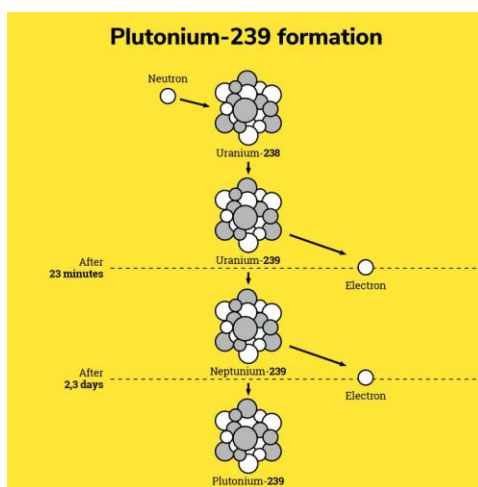 Plutonium-239 formation
Neutron
Uranium-238
Uranium-239
After
23 minutes
Electron
Neptunium-239
After
2,3 days
Electron
Plutonium-239